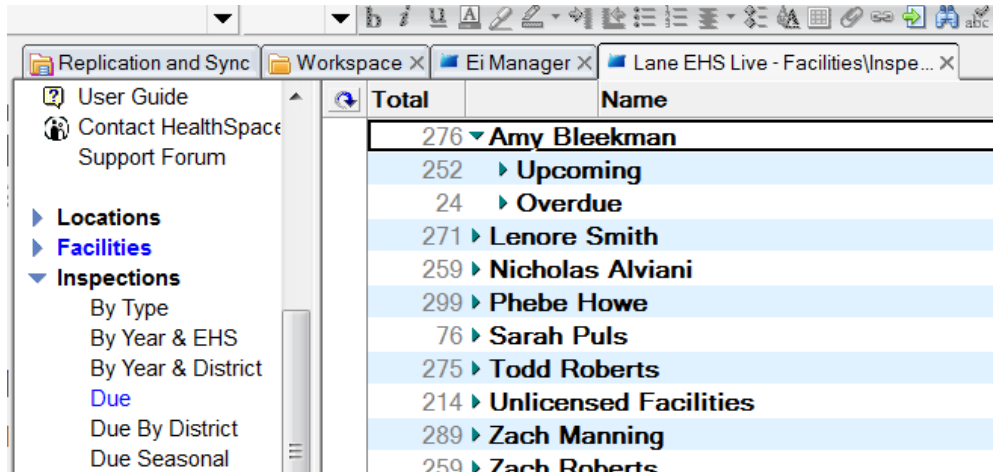 b i u A abc
Replication and Sync Workspace Ei Manager Lane EHS Live - Facilities\Inspe...
User Guide
Contact HealthSpace
Support Forum
Locations
Facilities
Inspections
By Type
By Year & EHS
By Year & District
Due
Due By District
Due Seasonal
Total Name
276 Amy Bleekman
252 Upcoming
24 Overdue
271 Lenore Smith
259 Nicholas Alviani
299 Phebe Howe
76 Sarah Puls
275 Todd Roberts
214 Unlicensed Facilities
289 Zach Manning
259 Zach Roberts